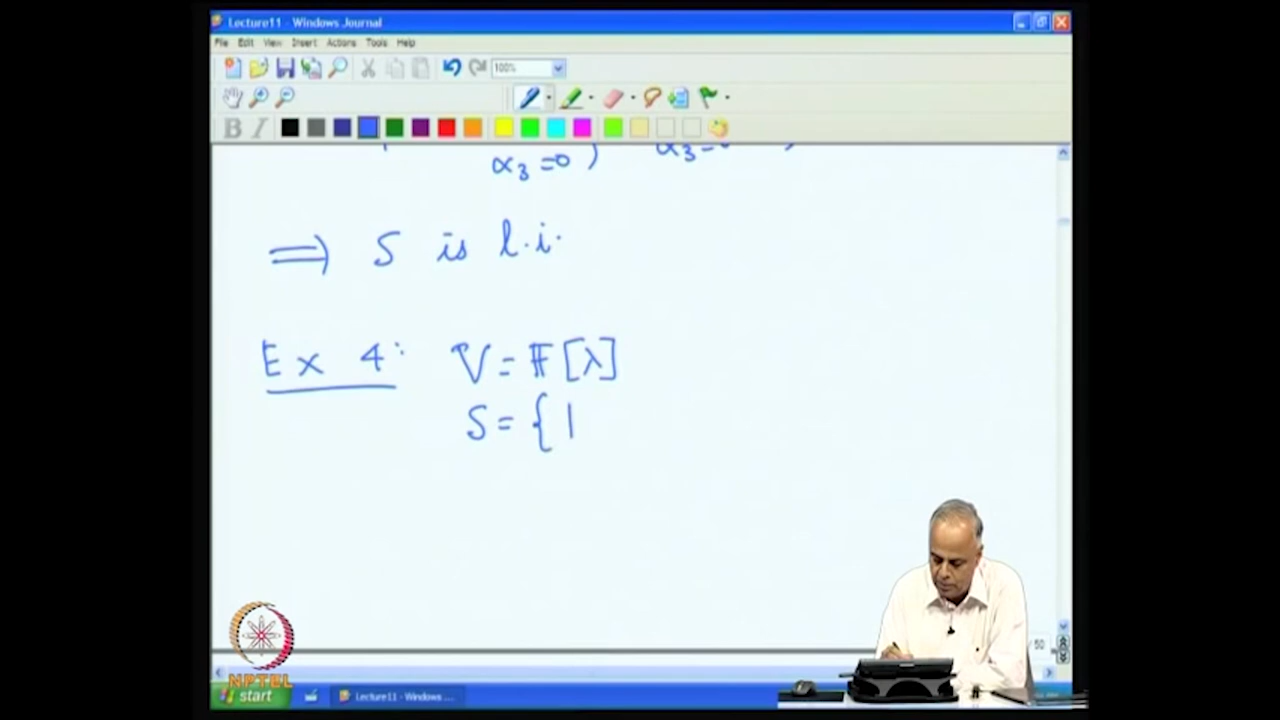 Lecture11 - Windows Journal
File Edit View Insert Actions Tools Help
100%
B I
α₃ =0 )
⟹ S is l.i.
Ex 4: V = 𝔽[λ]
S = { 1
50
NPTEL
start Lecture11 - Windows ...